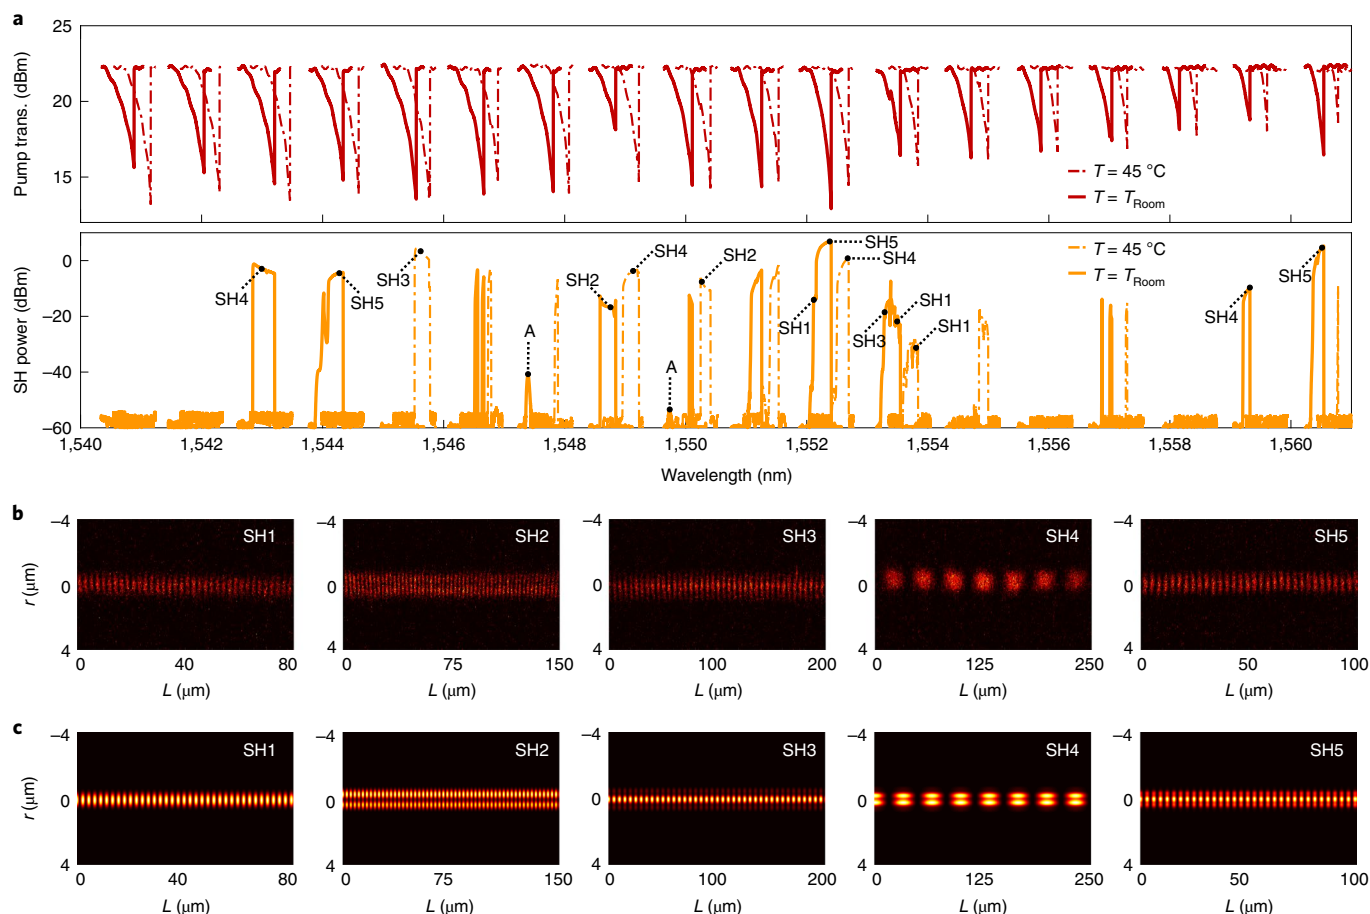 a
25
20
15
Pump trans. (dBm)
T = 45 °C
T = TRoom
0
−20
−40
−60
SH power (dBm)
SH4
SH5
SH3
A
SH2
SH4
A
SH2
SH1
SH5
SH4
SH3
SH1
SH1
SH4
SH5
T = 45 °C
T = TRoom
1,540 1,542 1,544 1,546 1,548 1,550 1,552 1,554 1,556 1,558 1,560
Wavelength (nm)
b
−4 0 4
r (μm)
SH1 SH2 SH3 SH4 SH5
0 40 80 0 75 150 0 100 200 0 125 250 0 50 100
L (μm) L (μm) L (μm) L (μm) L (μm)
c
−4 0 4
r (μm)
SH1 SH2 SH3 SH4 SH5
0 40 80 0 75 150 0 100 200 0 125 250 0 50 100
L (μm) L (μm) L (μm) L (μm) L (μm)